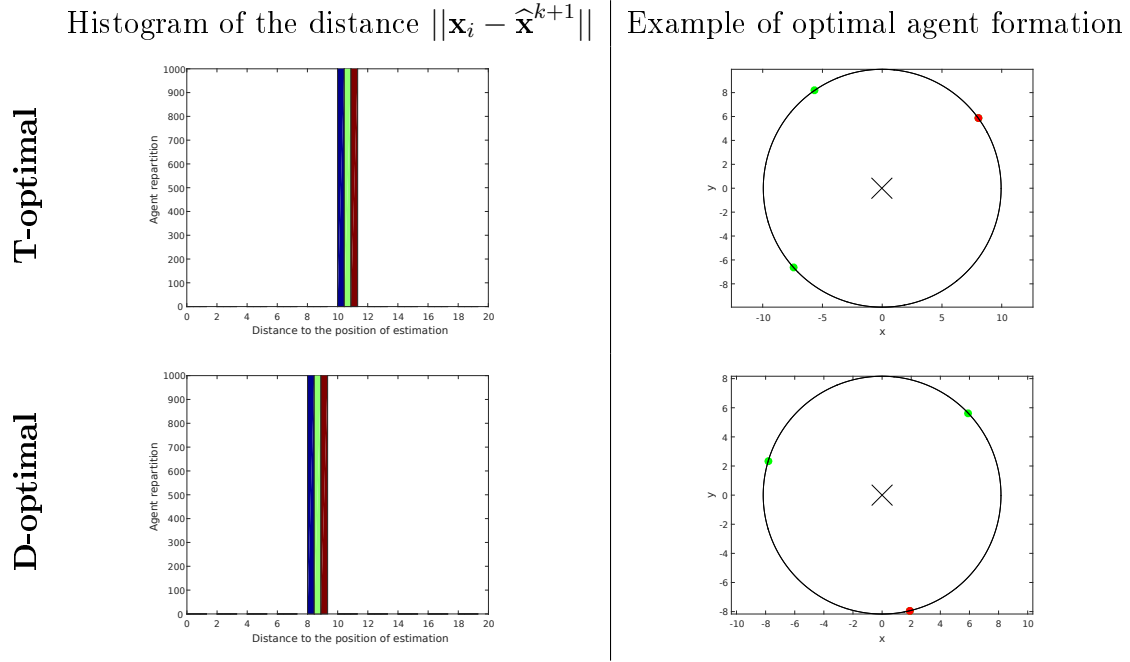 Histogram of the distance ||x_i − x̂^{k+1}||
Example of optimal agent formation
T-optimal
1000
900
800
700
600
500
400
300
200
100
0
Agent repartition
0 2 4 6 8 10 12 14 16 18 20
Distance to the position of estimation
8
6
4
2
0
-2
-4
-6
-8
y
-10 -5 0 5 10
x
D-optimal
1000
900
800
700
600
500
400
300
200
100
0
Agent repartition
0 2 4 6 8 10 12 14 16 18 20
Distance to the position of estimation
8
6
4
2
0
-2
-4
-6
-8
y
-10 -8 -6 -4 -2 0 2 4 6 8 10
x